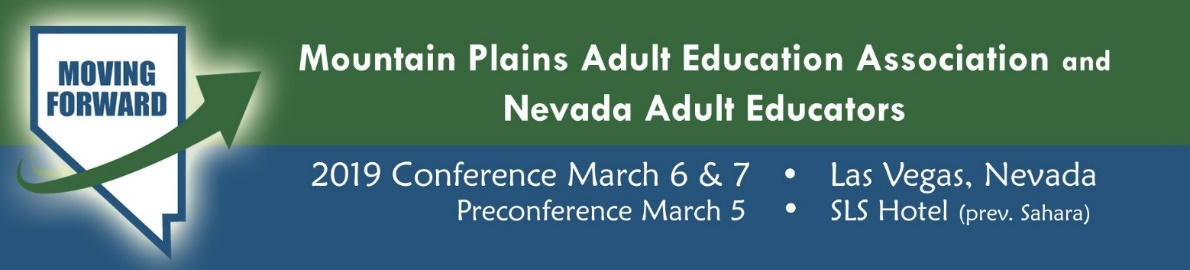 MOVING
FORWARD
Mountain Plains Adult Education Association and
Nevada Adult Educators
2019 Conference March 6 & 7 • Las Vegas, Nevada
Preconference March 5 • SLS Hotel (prev. Sahara)